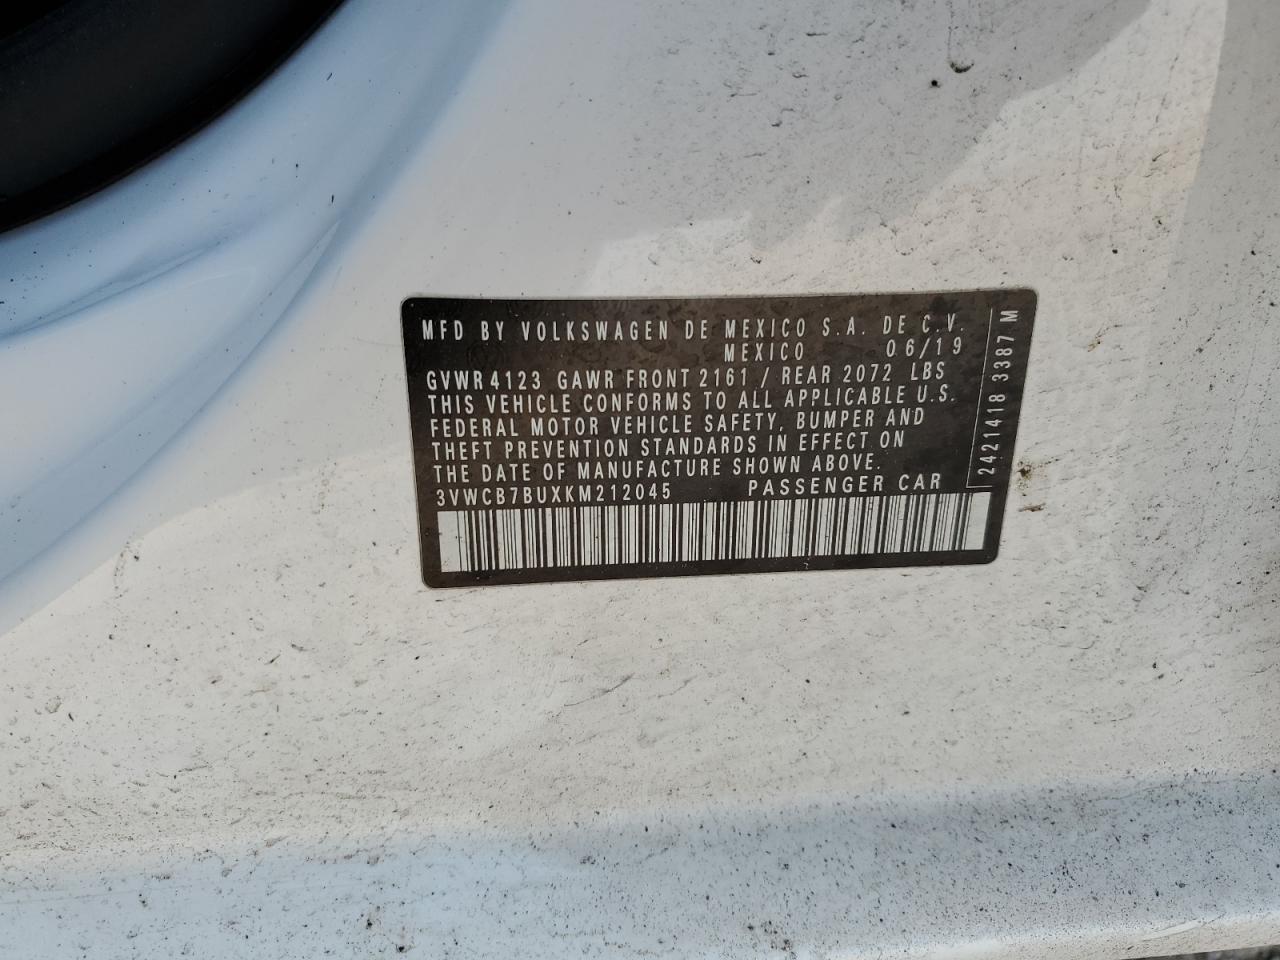 MFD BY VOLKSWAGEN DE MEXICO S.A. DE C.V.
MEXICO 06/19
GVWR 4123 GAWR FRONT 2161 / REAR 2072 LBS
THIS VEHICLE CONFORMS TO ALL APPLICABLE U.S.
FEDERAL MOTOR VEHICLE SAFETY, BUMPER AND
THEFT PREVENTION STANDARDS IN EFFECT ON
THE DATE OF MANUFACTURE SHOWN ABOVE.
3VWCB7BUXKM212045 PASSENGER CAR
2421418 3387 M